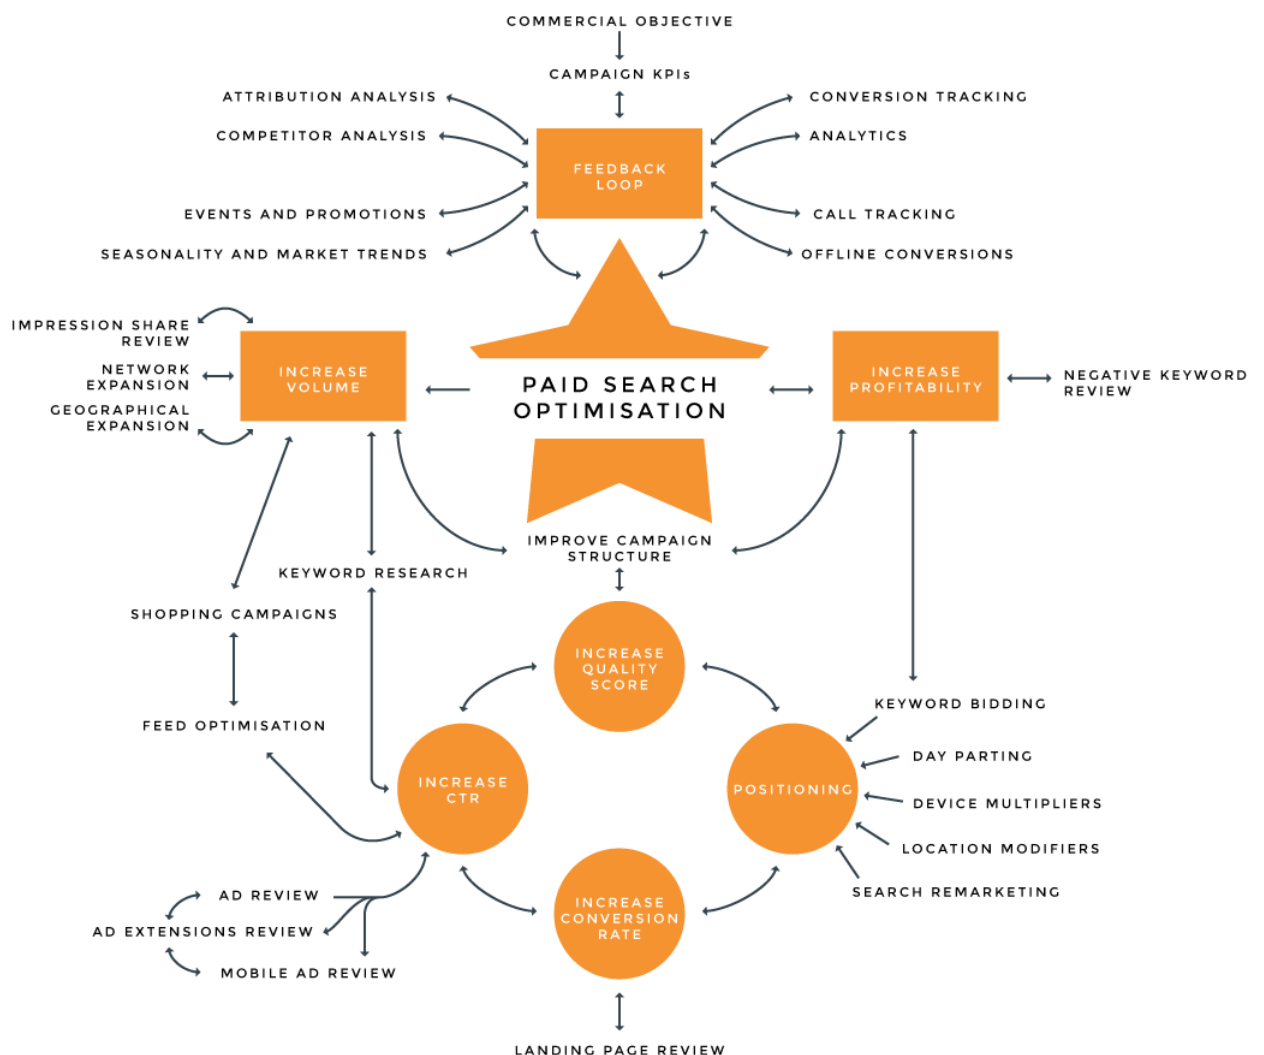 COMMERCIAL OBJECTIVE
CAMPAIGN KPIs
ATTRIBUTION ANALYSIS
COMPETITOR ANALYSIS
EVENTS AND PROMOTIONS
SEASONALITY AND MARKET TRENDS
FEEDBACK
LOOP
CONVERSION TRACKING
ANALYTICS
CALL TRACKING
OFFLINE CONVERSIONS
IMPRESSION SHARE
REVIEW
NETWORK
EXPANSION
GEOGRAPHICAL
EXPANSION
INCREASE
VOLUME
PAID SEARCH
OPTIMISATION
INCREASE
PROFITABILITY
NEGATIVE KEYWORD
REVIEW
IMPROVE CAMPAIGN
STRUCTURE
KEYWORD RESEARCH
SHOPPING CAMPAIGNS
FEED OPTIMISATION
INCREASE
QUALITY
SCORE
INCREASE
CTR
POSITIONING
KEYWORD BIDDING
DAY PARTING
DEVICE MULTIPLIERS
LOCATION MODIFIERS
SEARCH REMARKETING
AD REVIEW
AD EXTENSIONS REVIEW
MOBILE AD REVIEW
INCREASE
CONVERSION
RATE
LANDING PAGE REVIEW